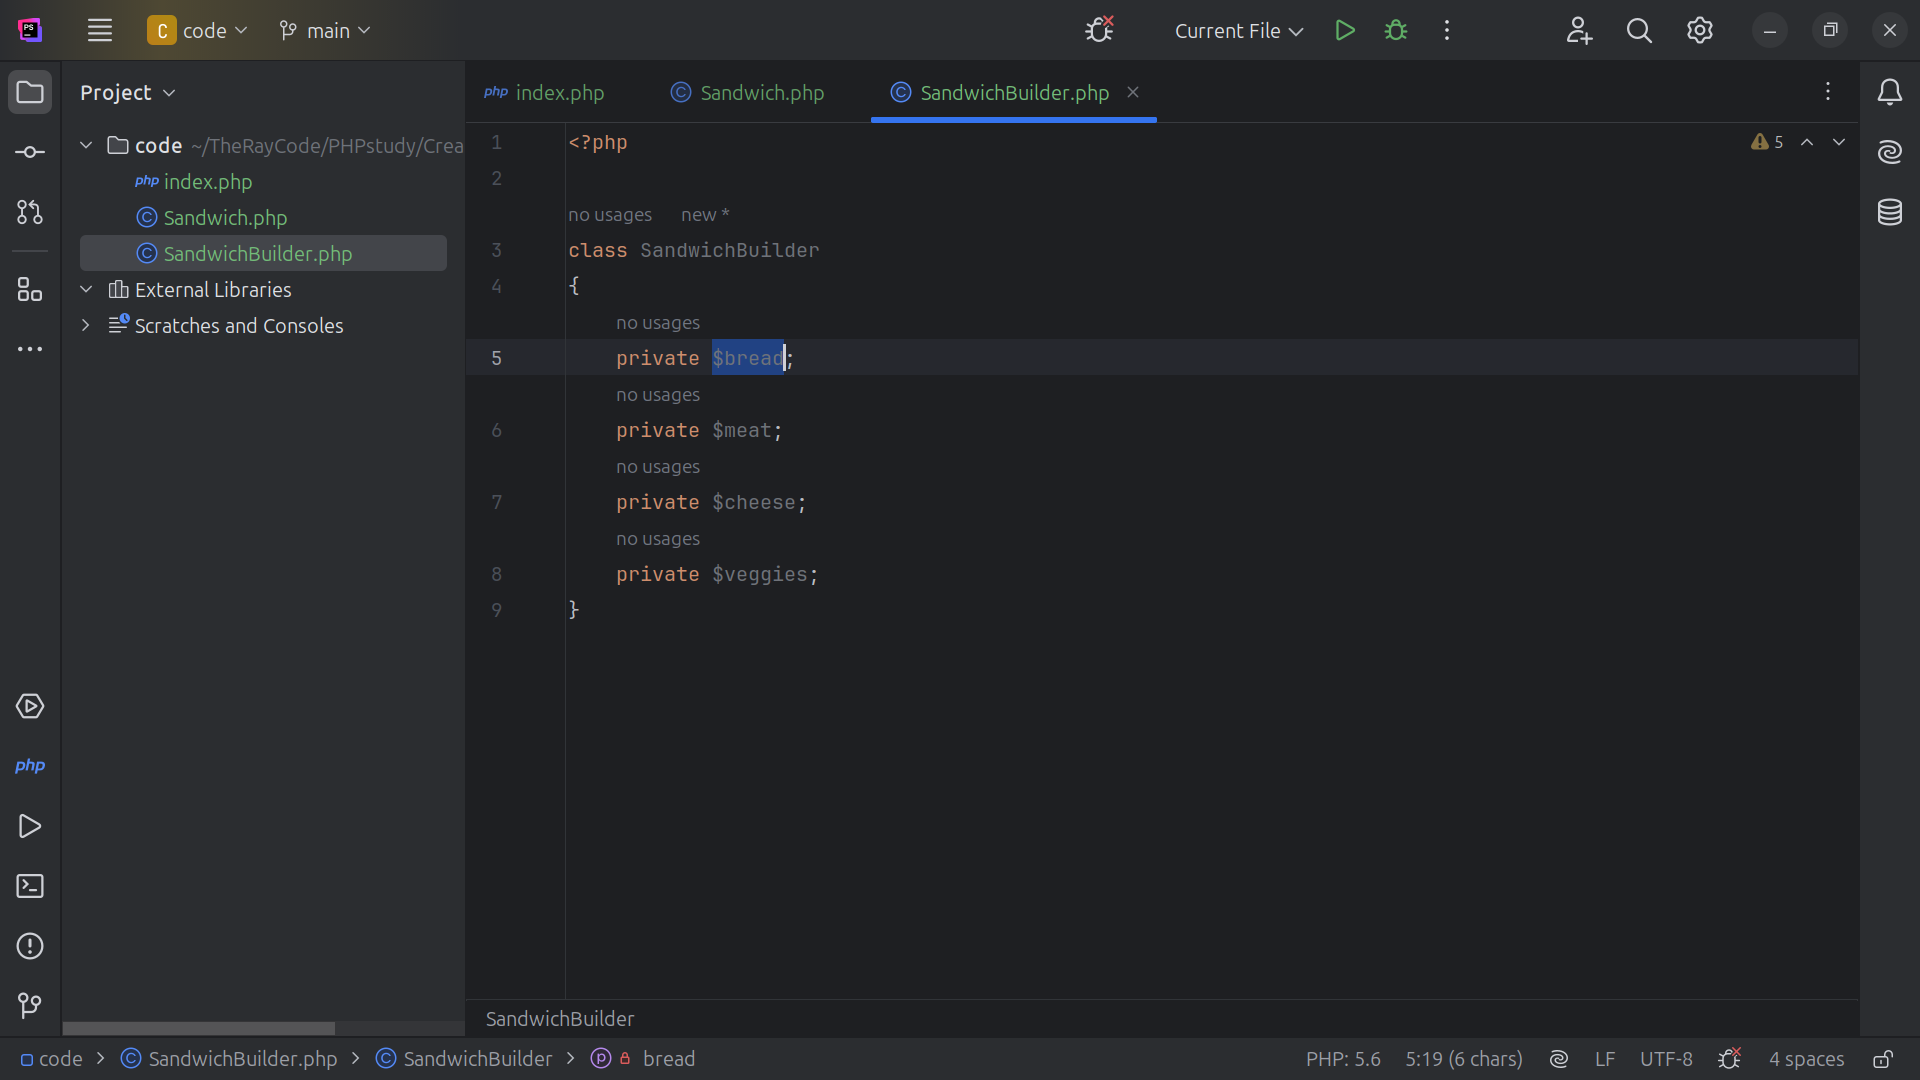 PS
C code main
Current File
Project
code ~/TheRayCode/PHPstudy/Crea
php index.php
C Sandwich.php
C SandwichBuilder.php
External Libraries
Scratches and Consoles
php
php index.php
C Sandwich.php
C SandwichBuilder.php
5
1 <?php
2
no usages new *
3 class SandwichBuilder
4 {
no usages
5 private $bread;
no usages
6 private $meat;
no usages
7 private $cheese;
no usages
8 private $veggies;
9 }
SandwichBuilder
code > C SandwichBuilder.php > C SandwichBuilder > p bread
PHP: 5.6 5:19 (6 chars) LF UTF-8 4 spaces